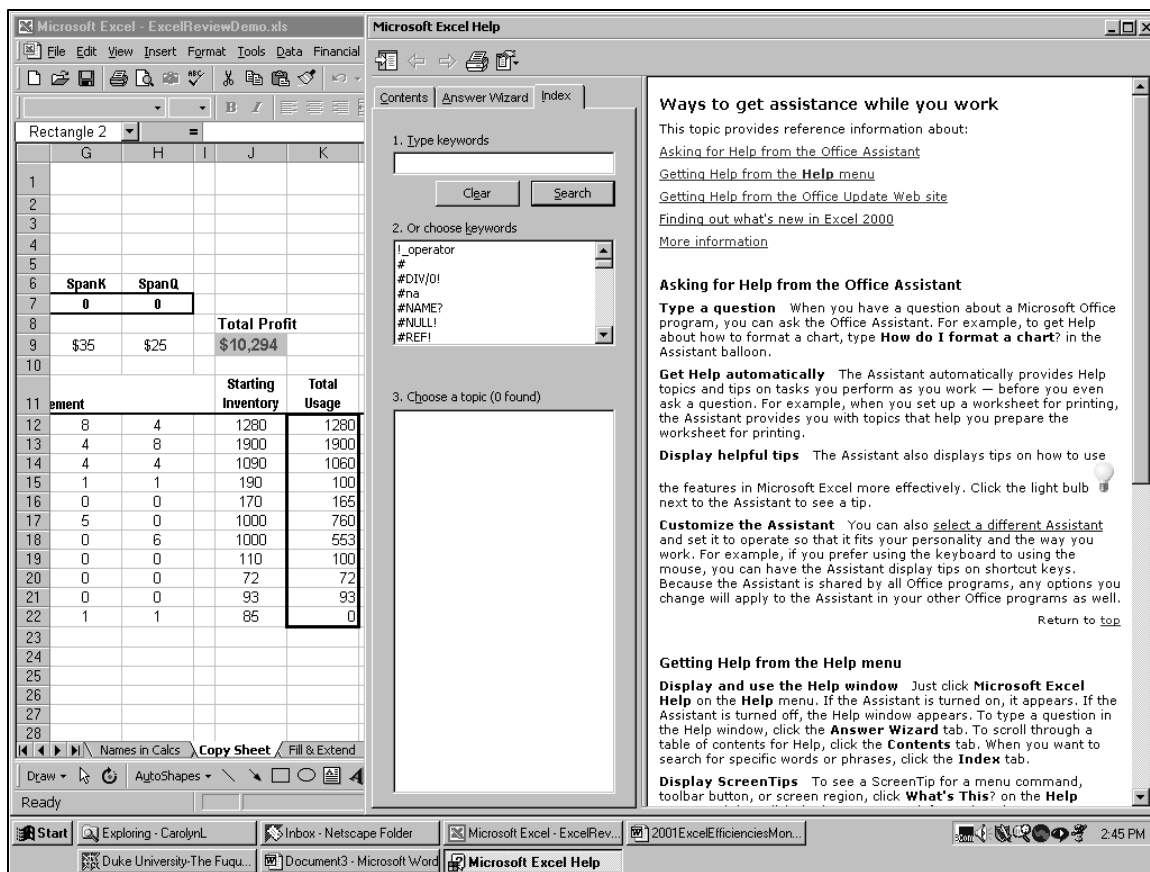 Microsoft Excel - ExcelReviewDemo.xls
File Edit View Insert Format Tools Data Financial
B I
Rectangle 2 =
G H I J K
1
2
3
4
5
6 SpanK SpanQ
7 0 0
8 Total Profit
9 $35 $25 $10,294
10
Starting Total
11 ement Inventory Usage
12 8 4 1280 1280
13 4 8 1900 1900
14 4 4 1090 1060
15 1 1 190 100
16 0 0 170 165
17 5 0 1000 760
18 0 6 1000 553
19 0 0 110 100
20 0 0 72 72
21 0 0 93 93
22 1 1 85 0
23
24
25
26
27
28
Names in Calcs Copy Sheet Fill & Extend
Draw AutoShapes A
Ready
Microsoft Excel Help
Contents Answer Wizard Index
1. Type keywords
Clear Search
2. Or choose keywords
!_operator
#
#DIV/0!
#na
#NAME?
#NULL!
#REF!
3. Choose a topic (0 found)
Ways to get assistance while you work
This topic provides reference information about:
Asking for Help from the Office Assistant
Getting Help from the Help menu
Getting Help from the Office Update Web site
Finding out what's new in Excel 2000
More information
Asking for Help from the Office Assistant
Type a question When you have a question about a Microsoft Office
program, you can ask the Office Assistant. For example, to get Help
about how to format a chart, type How do I format a chart? in the
Assistant balloon.
Get Help automatically The Assistant automatically provides Help
topics and tips on tasks you perform as you work — before you even
ask a question. For example, when you set up a worksheet for printing,
the Assistant provides you with topics that help you prepare the
worksheet for printing.
Display helpful tips The Assistant also displays tips on how to use
the features in Microsoft Excel more effectively. Click the light bulb
next to the Assistant to see a tip.
Customize the Assistant You can also select a different Assistant
and set it to operate so that it fits your personality and the way you
work. For example, if you prefer using the keyboard to using the
mouse, you can have the Assistant display tips on shortcut keys.
Because the Assistant is shared by all Office programs, any options you
change will apply to the Assistant in your other Office programs as well.
Return to top
Getting Help from the Help menu
Display and use the Help window Just click Microsoft Excel
Help on the Help menu. If the Assistant is turned on, it appears. If the
Assistant is turned off, the Help window appears. To type a question in
the Help window, click the Answer Wizard tab. To scroll through a
table of contents for Help, click the Contents tab. When you want to
search for specific words or phrases, click the Index tab.
Display ScreenTips To see a ScreenTip for a menu command,
toolbar button, or screen region, click What's This? on the Help
Start Exploring - CarolynL Inbox - Netscape Folder Microsoft Excel - ExcelRev... 2001ExcelEfficienciesMon... 2:45 PM
Duke University-The Fuqu... Document3 - Microsoft Word Microsoft Excel Help